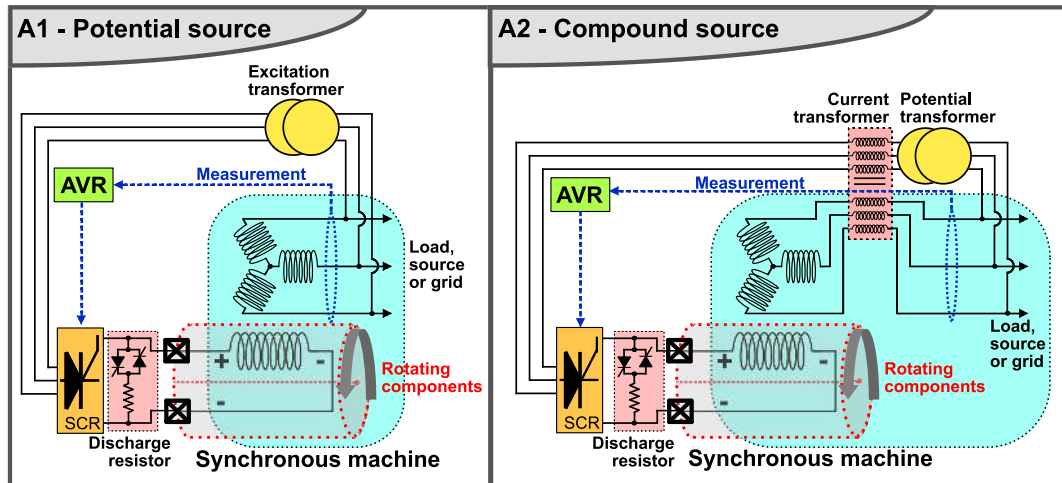 A1 - Potential source
Excitation
transformer
AVR
Measurement
Load,
source
or grid
+
-
-
Rotating
components
SCR
Discharge
resistor
Synchronous machine
A2 - Compound source
Current
transformer
Potential
transformer
AVR
Measurement
Load,
source
or grid
+
-
-
Rotating
components
SCR
Discharge
resistor
Synchronous machine